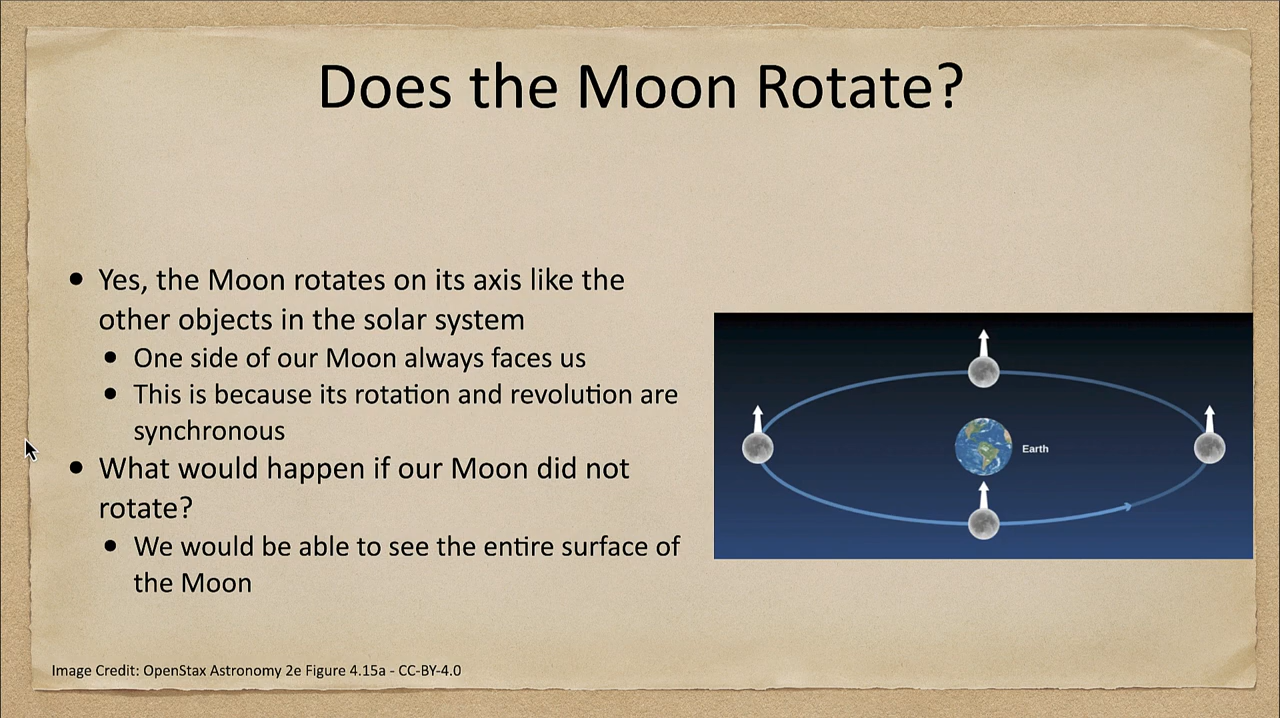 Does the Moon Rotate?
• Yes, the Moon rotates on its axis like the
other objects in the solar system
• One side of our Moon always faces us
• This is because its rotation and revolution are
synchronous
• What would happen if our Moon did not
rotate?
• We would be able to see the entire surface of
the Moon
Earth
Image Credit: OpenStax Astronomy 2e Figure 4.15a - CC-BY-4.0